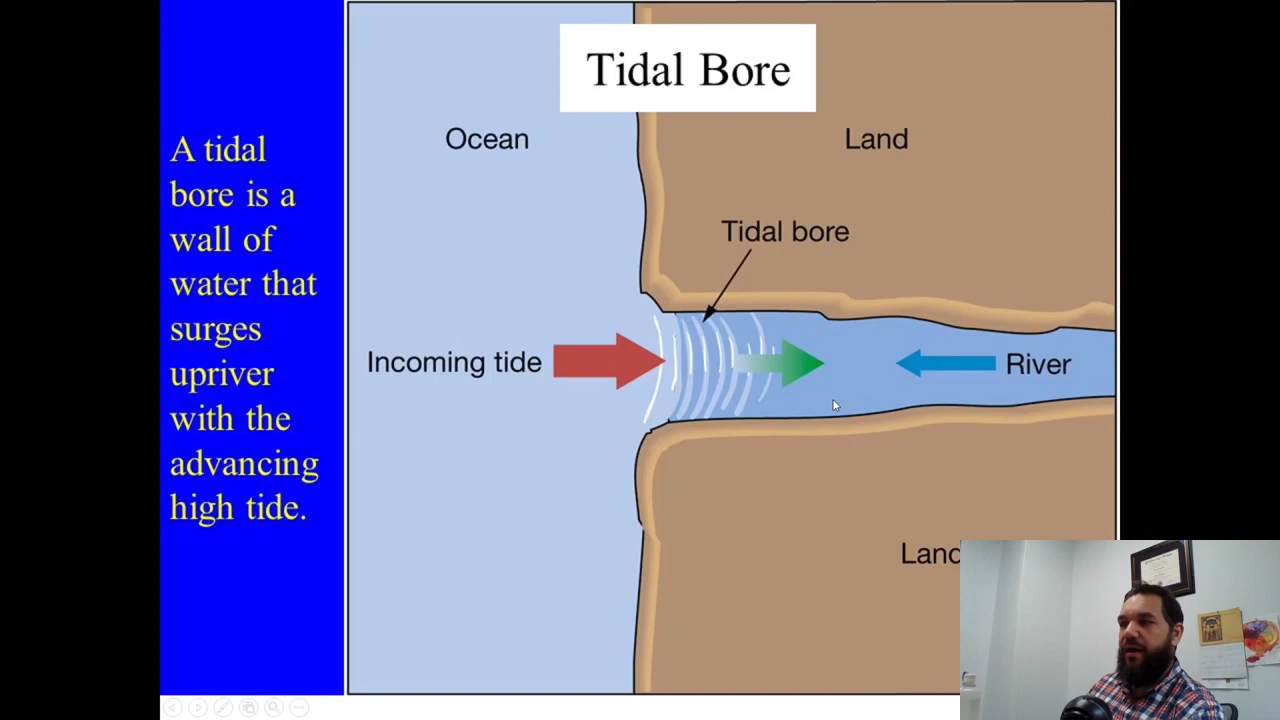 Tidal Bore
A tidal
bore is a
wall of
water that
surges
upriver
with the
advancing
high tide.
Ocean
Land
Tidal bore
Incoming tide
River
Land